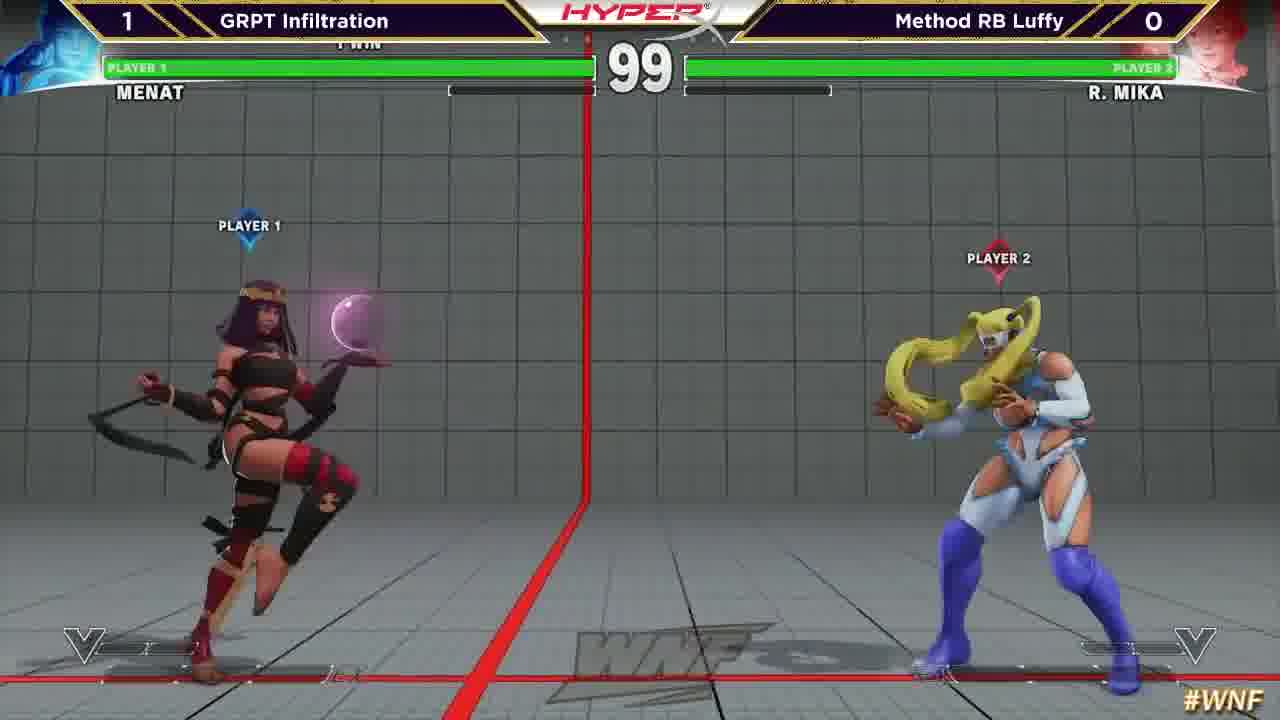 1 GRPT Infiltration HYPERX Method RB Luffy 0
1 WIN
PLAYER 1 99 PLAYER 2
MENAT R. MIKA
PLAYER 1
PLAYER 2
WNF
#WNF